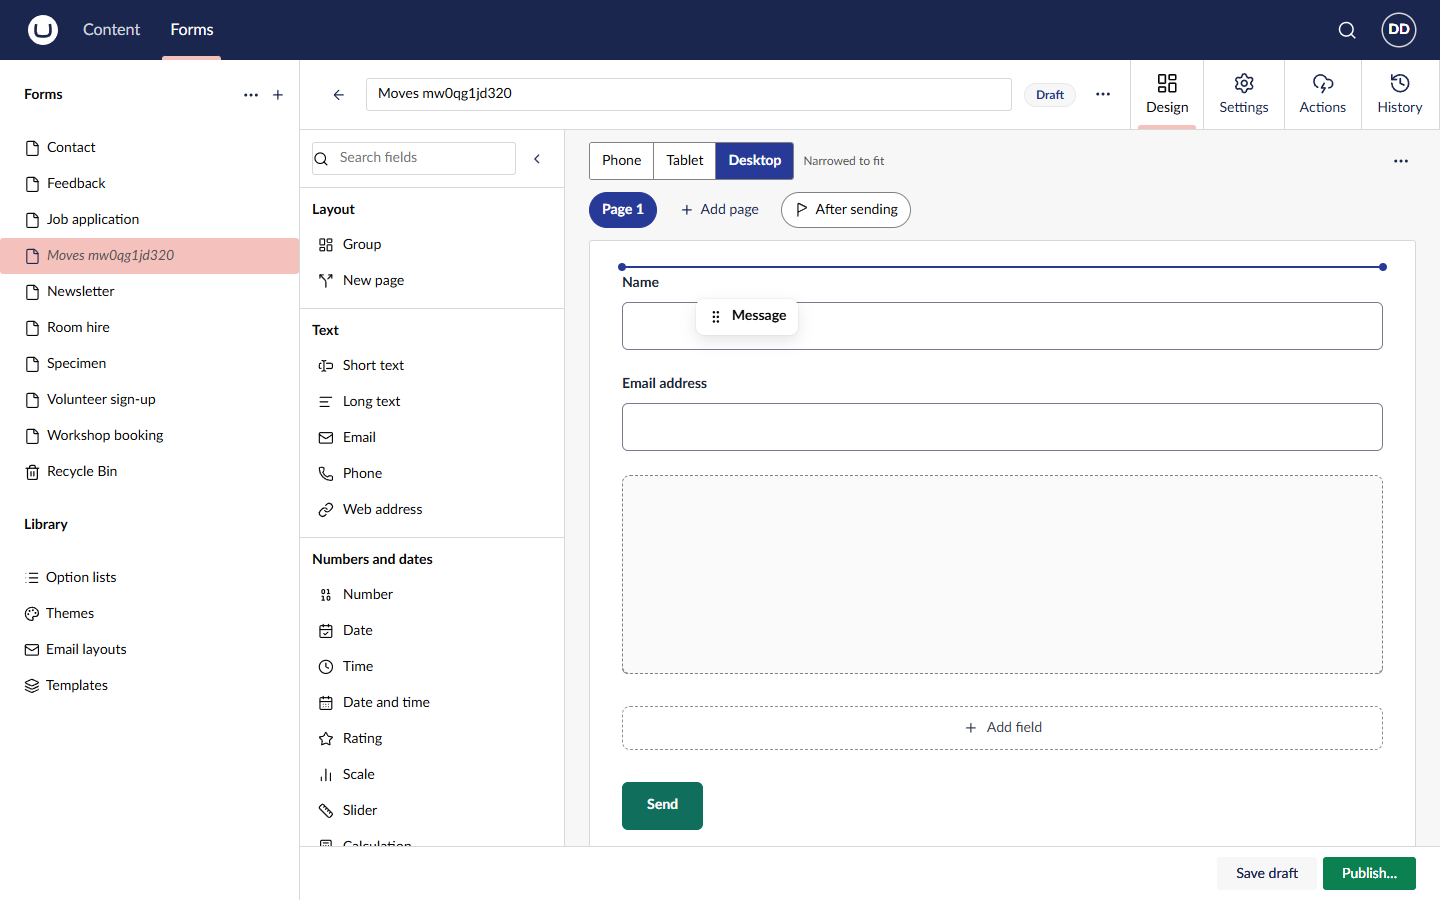 Content
Forms
DD
Forms
Contact
Feedback
Job application
Moves mw0qg1jd320
Newsletter
Room hire
Specimen
Volunteer sign-up
Workshop booking
Recycle Bin
Library
Option lists
Themes
Email layouts
Templates
Moves mw0qg1jd320
Draft
Design
Settings
Actions
History
Search fields
Layout
Group
New page
Text
Short text
Long text
Email
Phone
Web address
Numbers and dates
Number
Date
Time
Date and time
Rating
Scale
Slider
Calculation
Phone
Tablet
Desktop
Narrowed to fit
Page 1
Add page
After sending
Name
Message
Email address
Add field
Send
Save draft
Publish...